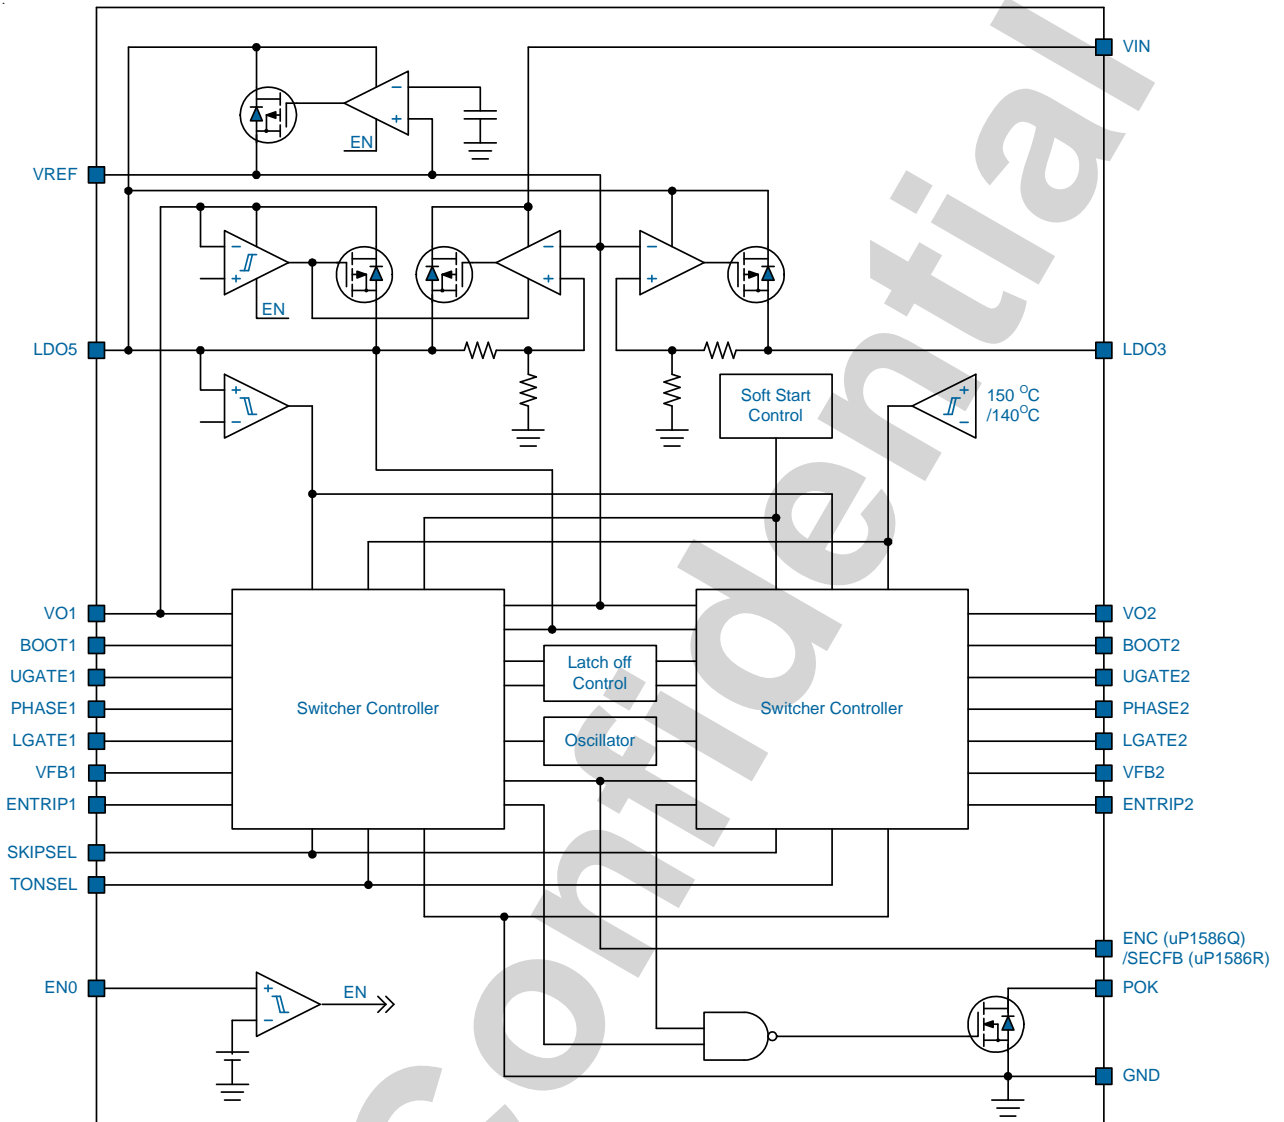 VIN
EN
VREF
EN
LDO5
LDO3
Soft Start
Control
150 °C
/140°C
VO1
BOOT1
UGATE1
PHASE1
LGATE1
VFB1
ENTRIP1
SKIPSEL
TONSEL
Switcher Controller
Latch off
Control
Oscillator
Switcher Controller
VO2
BOOT2
UGATE2
PHASE2
LGATE2
VFB2
ENTRIP2
ENC (uP1586Q)
/SECFB (uP1586R)
EN0
EN
POK
GND
Confidential